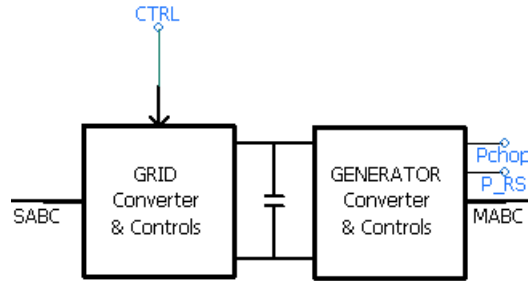 CTRL
GRID
Converter
& Controls
GENERATOR
Converter
& Controls
Pchop
P_RS
SABC
MABC